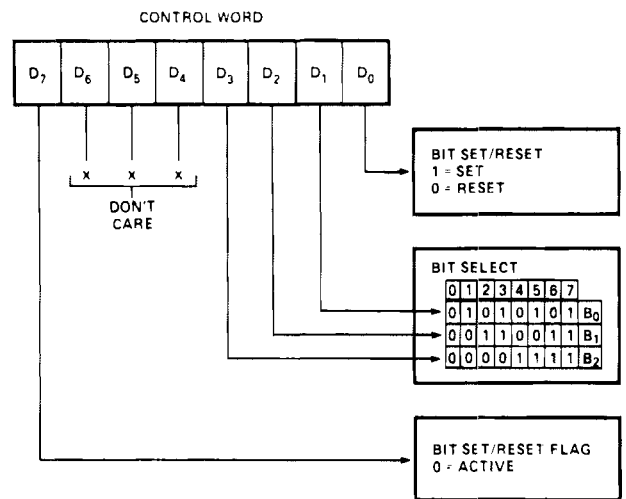 CONTROL WORD
D7 D6 D5 D4 D3 D2 D1 D0
X X X
DON'T
CARE
BIT SET/RESET
1 = SET
0 = RESET
BIT SELECT
0 1 2 3 4 5 6 7
0 1 0 1 0 1 0 1 B0
0 0 1 1 0 0 1 1 B1
0 0 0 0 1 1 1 1 B2
BIT SET/RESET FLAG
0 = ACTIVE